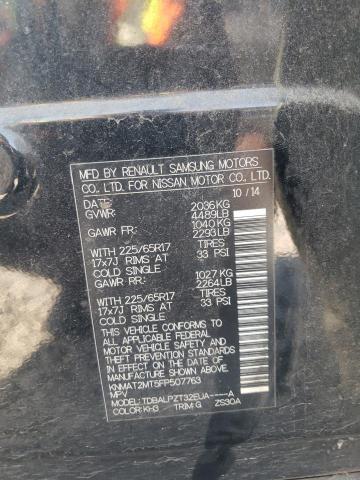 MFD BY RENAULT SAMSUNG MOTORS
CO. LTD. FOR NISSAN MOTOR CO. LTD.
DATE 10/14
GVWR: 2036KG
4489LB
GAWR FR: 1040KG
2293LB
WITH 225/65R17 TIRES
17x7J RIMS AT 33 PSI
COLD SINGLE
GAWR RR: 1027KG
2264LB
WITH 225/65R17 TIRES
17x7J RIMS AT 33 PSI
COLD SINGLE
THIS VEHICLE CONFORMS TO
ALL APPLICABLE FEDERAL
MOTOR VEHICLE SAFETY
STANDARDS IN EFFECT ON
THE DATE OF MANUFACTURE
SHOWN ABOVE.
KNMAT2MT5FP507763
MPV
MODEL:TDBALPZT32EUA-----A
COLOR:KH3 TRIM:G ZS30A